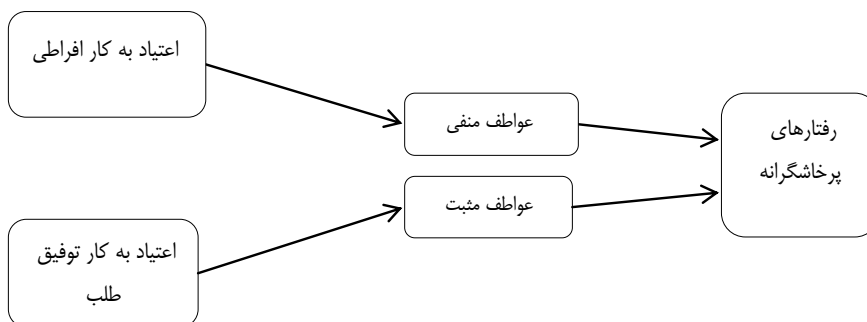 اعتیاد به کار افراطی
عواطف منفی
رفتارهای
پرخاشگرانه
عواطف مثبت
اعتیاد به کار توفیق
طلب